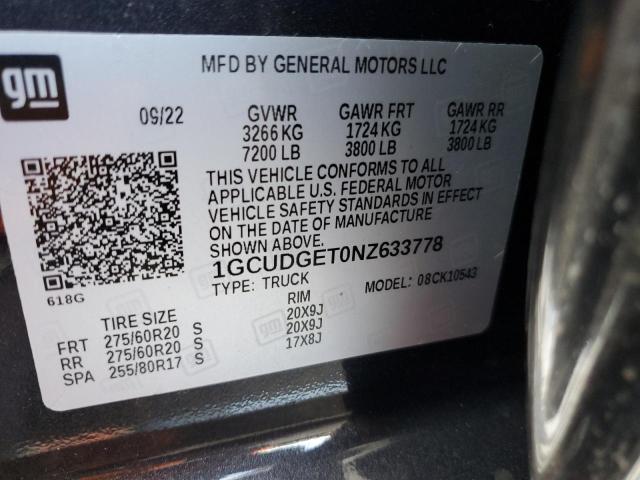 gm
MFD BY GENERAL MOTORS LLC
09/22 GVWR GAWR FRT GAWR RR
3266 KG 1724 KG 1724 KG
7200 LB 3800 LB 3800 LB
THIS VEHICLE CONFORMS TO ALL
APPLICABLE U.S. FEDERAL MOTOR
VEHICLE SAFETY STANDARDS IN EFFECT
ON THE DATE OF MANUFACTURE
SHOWN ABOVE.
1GCUDGET0NZ633778
618G TYPE: TRUCK MODEL: 08CK10543
TIRE SIZE RIM
FRT 275/60R20 S 20X9J
RR 275/60R20 S 20X9J
SPA 255/80R17 S 17X8J